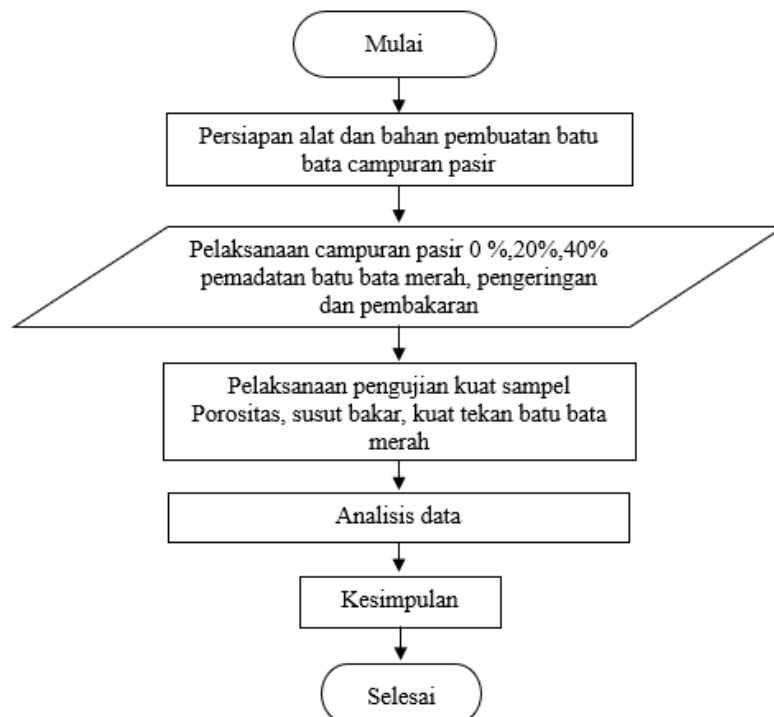 Mulai
Persiapan alat dan bahan pembuatan batu
bata campuran pasir
Pelaksanaan campuran pasir 0 %,20%,40%
pemadatan batu bata merah, pengeringan
dan pembakaran
Pelaksanaan pengujian kuat sampel
Porositas, susut bakar, kuat tekan batu bata
merah
Analisis data
Kesimpulan
Selesai